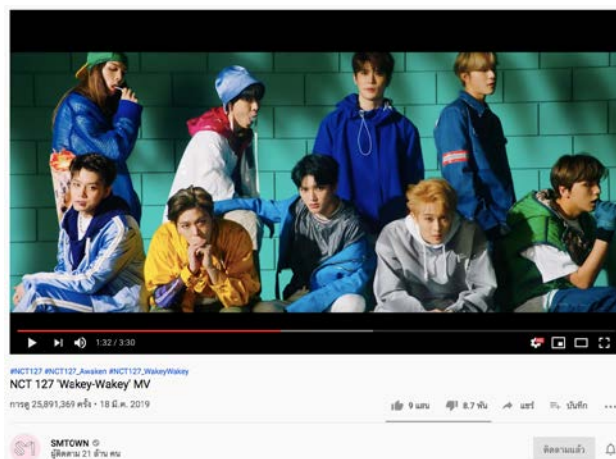 1:32 / 3:30
#NCT127 #NCT127_Awaken #NCT127_WakeyWakey
NCT 127 'Wakey-Wakey' MV
การดู 25,891,369 ครั้ง • 18 มี.ค. 2019
9 แสน 8.7 พัน แชร์ บันทึก
SMTOWN
ผู้ติดตาม 21 ล้าน คน
ติดตามแล้ว